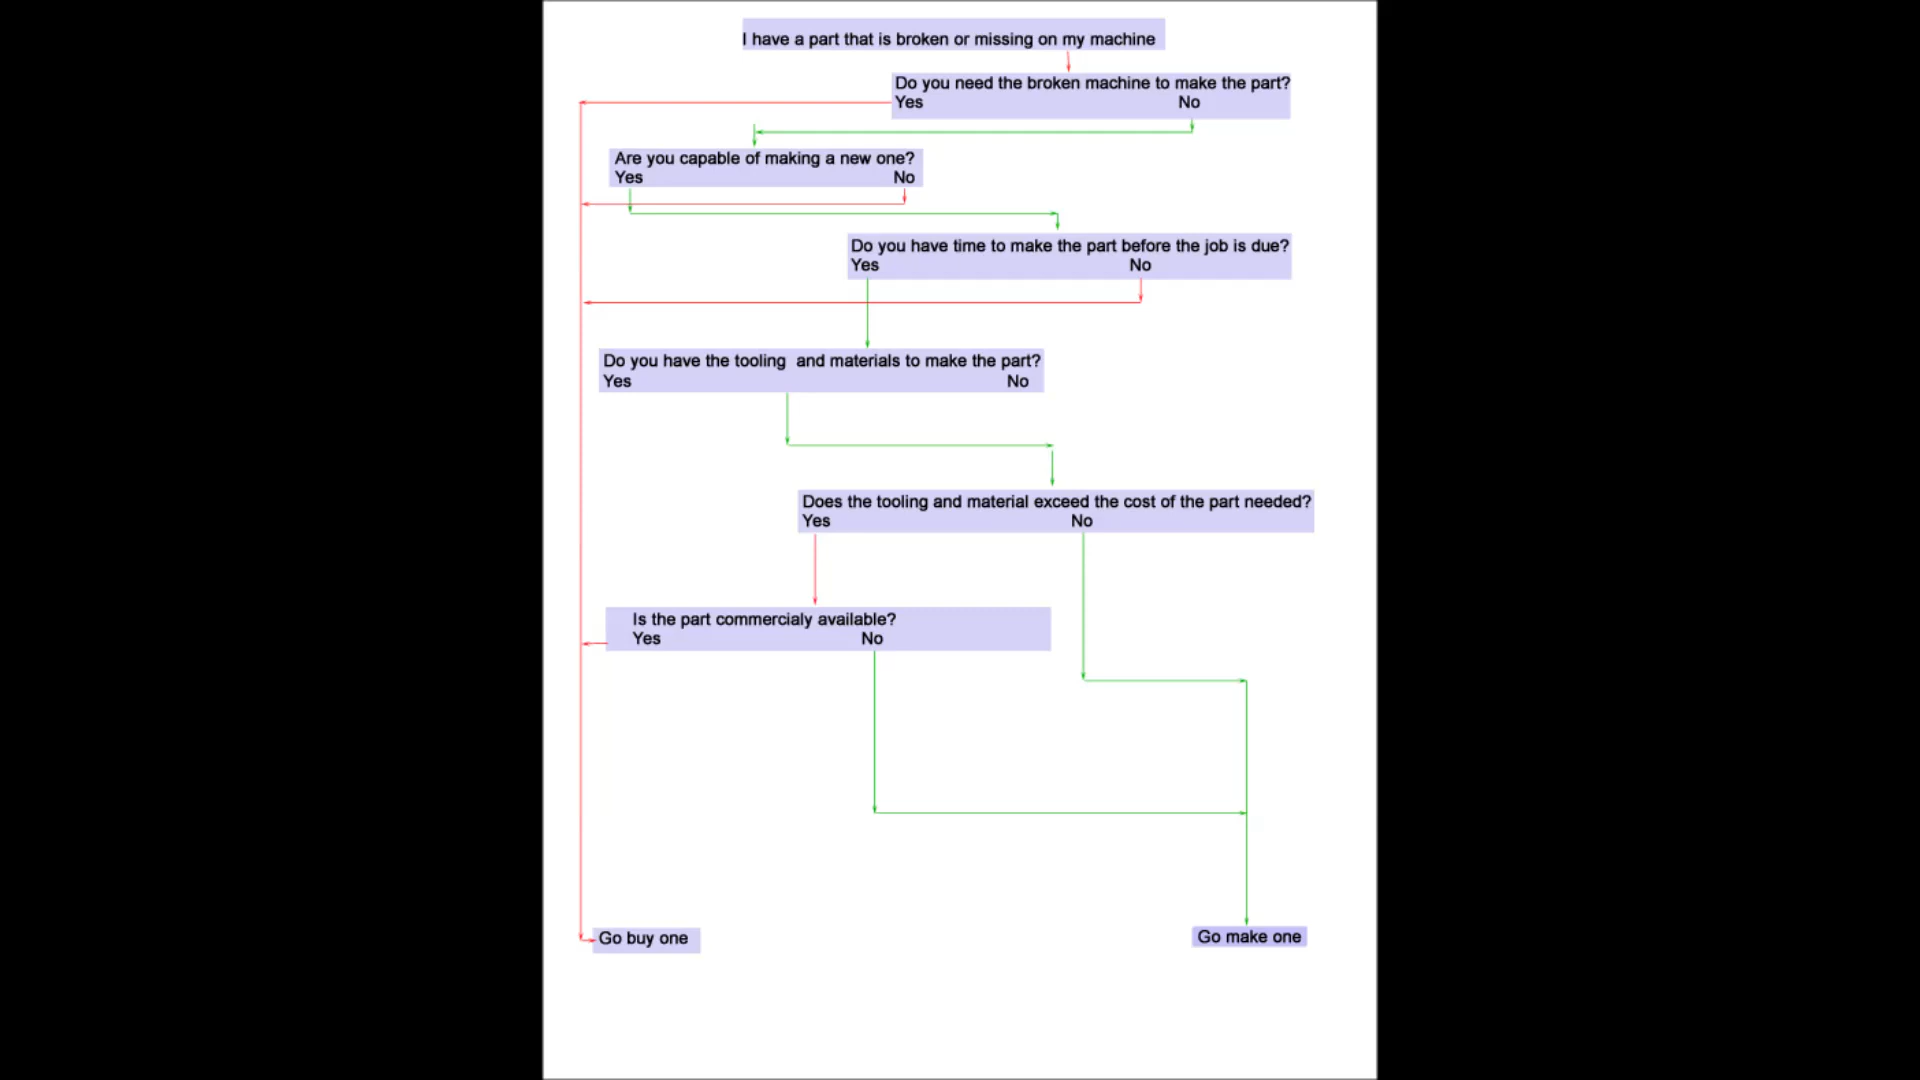 I have a part that is broken or missing on my machine
Do you need the broken machine to make the part?
Yes No
Are you capable of making a new one?
Yes No
Do you have time to make the part before the job is due?
Yes No
Do you have the tooling and materials to make the part?
Yes No
Does the tooling and material exceed the cost of the part needed?
Yes No
Is the part commercialy available?
Yes No
Go buy one
Go make one